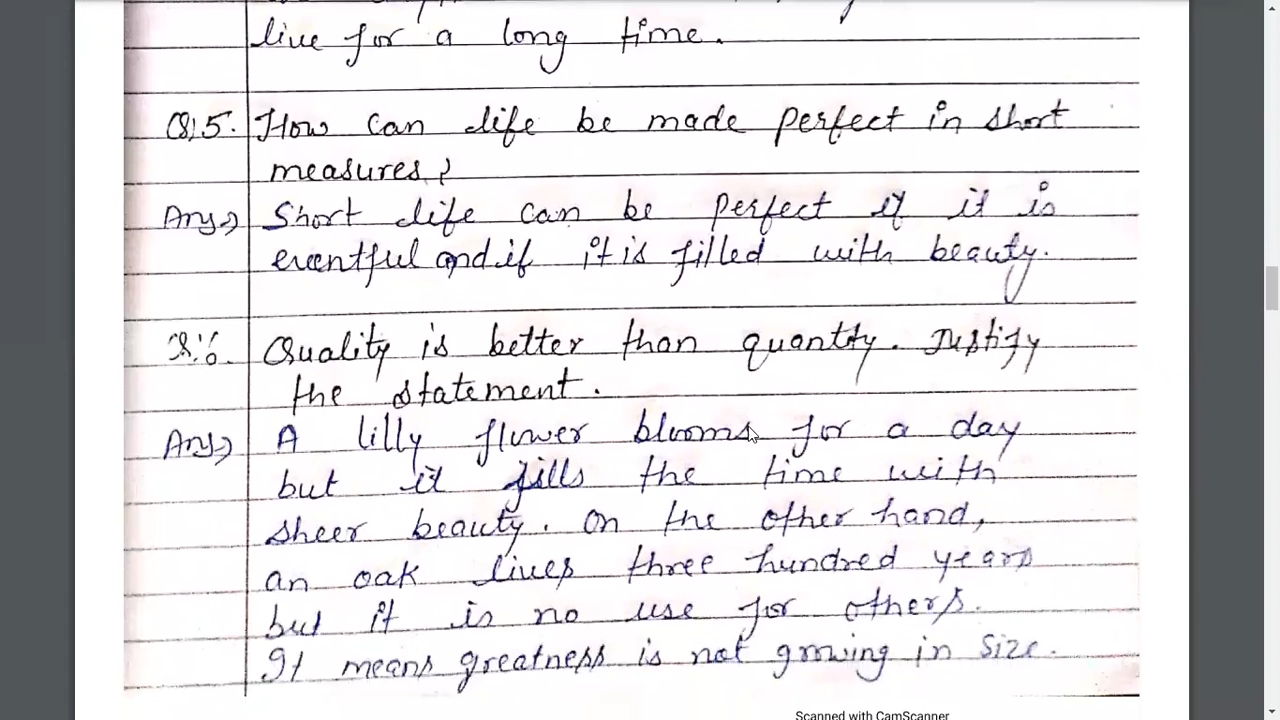 live for a long time.
Q.5. How can life be made perfect in short
measures?
Ans→ Short life can be perfect if it is
eventful and if it is filled with beauty.
Q.6. Quality is better than quantity. Justify
the statement.
Ans→ A lilly flower blooms for a day
but it fills the time with
sheer beauty. On the other hand,
an oak lives three hundred years
but it is no use for others.
It means greatness is not growing in size.
Scanned with CamScanner